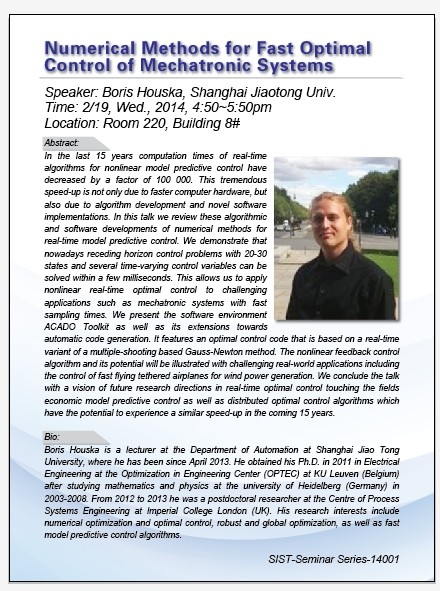 Numerical Methods for Fast Optimal
Control of Mechatronic Systems
Speaker: Boris Houska, Shanghai Jiaotong Univ.
Time: 2/19, Wed., 2014, 4:50~5:50pm
Location: Room 220, Building 8#
Abstract:
In the last 15 years computation times of real-time
algorithms for nonlinear model predictive control have
decreased by a factor of 100 000. This tremendous
speed-up is not only due to faster computer hardware, but
also due to algorithm development and novel software
implementations. In this talk we review these algorithmic
and software developments of numerical methods for
real-time model predictive control. We demonstrate that
nowadays receding horizon control problems with 20-30
states and several time-varying control variables can be
solved within a few milliseconds. This allows us to apply
nonlinear real-time optimal control to challenging
applications such as mechatronic systems with fast
sampling times. We present the software environment
ACADO Toolkit as well as its extensions towards
automatic code generation. It features an optimal control code that is based on a real-time
variant of a multiple-shooting based Gauss-Newton method. The nonlinear feedback control
algorithm and its potential will be illustrated with challenging real-world applications including
the control of fast flying tethered airplanes for wind power generation. We conclude the talk
with a vision of future research directions in real-time optimal control touching the fields
economic model predictive control as well as distributed optimal control algorithms which
have the potential to experience a similar speed-up in the coming 15 years.
Bio:
Boris Houska is a lecturer at the Department of Automation at Shanghai Jiao Tong
University, where he has been since April 2013. He obtained his Ph.D. in 2011 in Electrical
Engineering at the Optimization in Engineering Center (OPTEC) at KU Leuven (Belgium)
after studying mathematics and physics at the university of Heidelberg (Germany) in
2003-2008. From 2012 to 2013 he was a postdoctoral researcher at the Centre of Process
Systems Engineering at Imperial College London (UK). His research interests include
numerical optimization and optimal control, robust and global optimization, as well as fast
model predictive control algorithms.
SIST-Seminar Series-14001